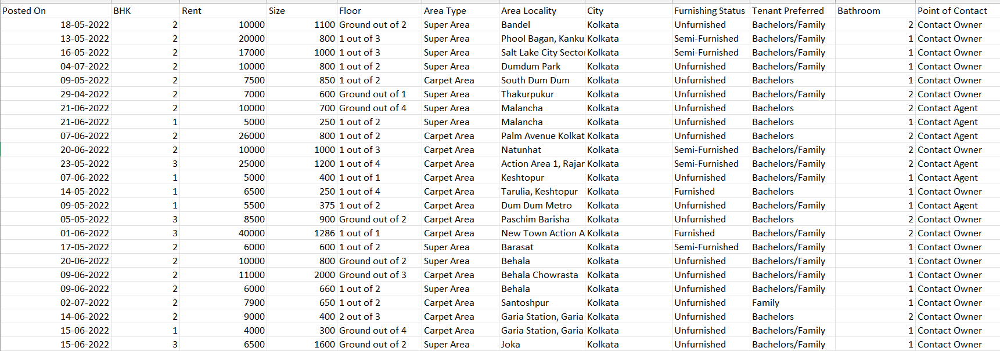 Posted On BHK Rent Size Floor Area Type Area Locality City Furnishing Status Tenant Preferred Bathroom Point of Contact
18-05-2022 2 10000 1100 Ground out of 2 Super Area Bandel Kolkata Unfurnished Bachelors/Family 2 Contact Owner
13-05-2022 2 20000 800 1 out of 3 Super Area Phool Bagan, Kanku Kolkata Semi-Furnished Bachelors/Family 1 Contact Owner
16-05-2022 2 17000 1000 1 out of 3 Super Area Salt Lake City Secto Kolkata Semi-Furnished Bachelors/Family 1 Contact Owner
04-07-2022 2 10000 800 1 out of 2 Super Area Dumdum Park Kolkata Unfurnished Bachelors/Family 1 Contact Owner
09-05-2022 2 7500 850 1 out of 2 Carpet Area South Dum Dum Kolkata Unfurnished Bachelors 1 Contact Owner
29-04-2022 2 7000 600 Ground out of 1 Super Area Thakurpukur Kolkata Unfurnished Bachelors/Family 2 Contact Owner
21-06-2022 2 10000 700 Ground out of 4 Super Area Malancha Kolkata Unfurnished Bachelors 2 Contact Agent
21-06-2022 1 5000 250 1 out of 2 Super Area Malancha Kolkata Unfurnished Bachelors 1 Contact Agent
07-06-2022 2 26000 800 1 out of 2 Carpet Area Palm Avenue Kolkat Kolkata Unfurnished Bachelors 2 Contact Agent
20-06-2022 2 10000 1000 1 out of 3 Carpet Area Natunhat Kolkata Semi-Furnished Bachelors/Family 2 Contact Owner
23-05-2022 3 25000 1200 1 out of 4 Carpet Area Action Area 1, Rajar Kolkata Semi-Furnished Bachelors/Family 2 Contact Agent
07-06-2022 1 5000 400 1 out of 1 Carpet Area Keshtopur Kolkata Unfurnished Bachelors/Family 1 Contact Agent
14-05-2022 1 6500 250 1 out of 4 Carpet Area Tarulia, Keshtopur Kolkata Furnished Bachelors 1 Contact Owner
09-05-2022 1 5500 375 1 out of 2 Carpet Area Dum Dum Metro Kolkata Unfurnished Bachelors/Family 1 Contact Agent
05-05-2022 3 8500 900 Ground out of 2 Carpet Area Paschim Barisha Kolkata Unfurnished Bachelors 2 Contact Owner
01-06-2022 3 40000 1286 1 out of 1 Carpet Area New Town Action A Kolkata Furnished Bachelors/Family 2 Contact Owner
17-05-2022 2 6000 600 1 out of 2 Super Area Barasat Kolkata Semi-Furnished Bachelors/Family 1 Contact Owner
20-06-2022 2 10000 800 Ground out of 2 Super Area Behala Kolkata Unfurnished Bachelors/Family 1 Contact Owner
09-06-2022 2 11000 2000 Ground out of 3 Carpet Area Behala Chowrasta Kolkata Unfurnished Bachelors/Family 1 Contact Owner
09-06-2022 2 6000 660 1 out of 2 Super Area Behala Kolkata Unfurnished Bachelors/Family 1 Contact Owner
02-07-2022 2 7900 650 1 out of 2 Carpet Area Santoshpur Kolkata Unfurnished Family 1 Contact Owner
14-06-2022 2 9000 400 2 out of 3 Carpet Area Garia Station, Garia Kolkata Unfurnished Bachelors 2 Contact Owner
15-06-2022 1 4000 300 Ground out of 4 Carpet Area Garia Station, Garia Kolkata Unfurnished Bachelors/Family 1 Contact Owner
15-06-2022 3 6500 1600 Ground out of 2 Super Area Joka Kolkata Unfurnished Bachelors/Family 1 Contact Owner